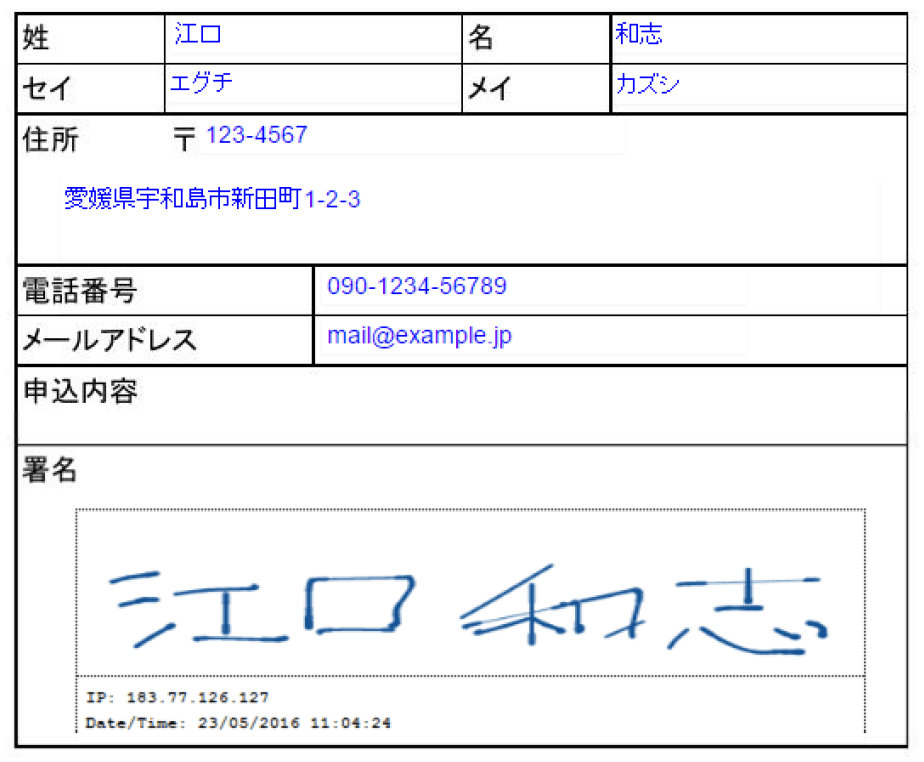 姓 江口 名 和志
セイ エグチ メイ カズシ
住所 〒 123-4567
愛媛県宇和島市新田町1-2-3
電話番号 090-1234-56789
メールアドレス mail@example.jp
申込内容
署名
江口 和志
IP: 183.77.126.127
Date/Time: 23/05/2016 11:04:24